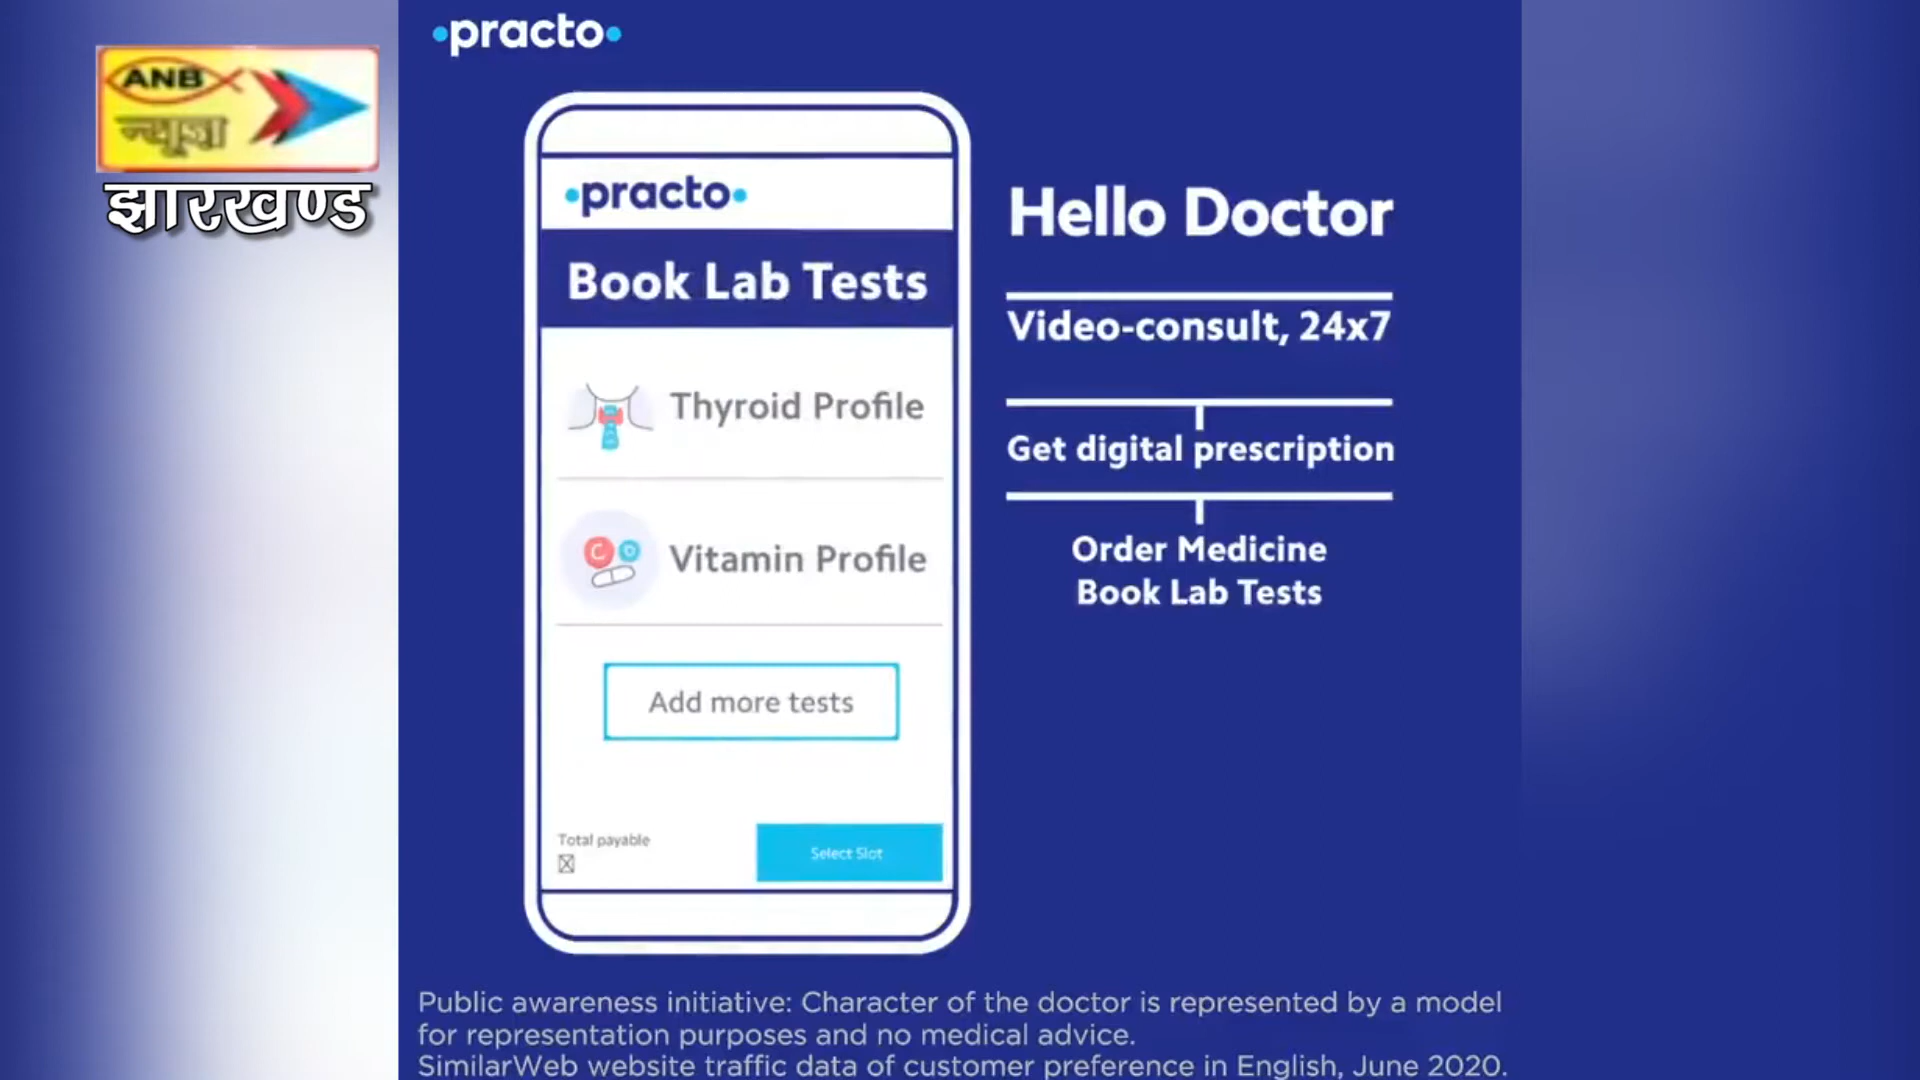 ANB
न्यूज़
झारखण्ड
practo
practo
Book Lab Tests
Thyroid Profile
C D
Vitamin Profile
Add more tests
Total payable
Select Slot
Hello Doctor
Video-consult, 24x7
Get digital prescription
Order Medicine
Book Lab Tests
Public awareness initiative: Character of the doctor is represented by a model
for representation purposes and no medical advice.
SimilarWeb website traffic data of customer preference in English, June 2020.